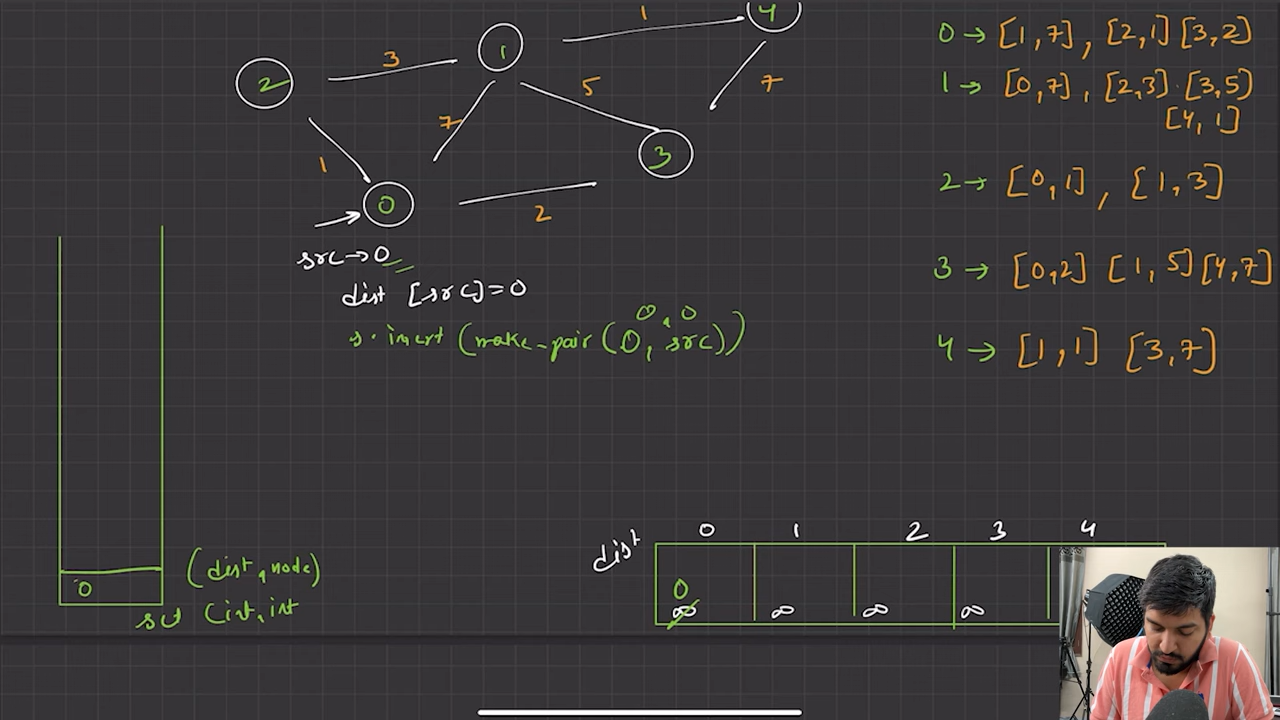 1
4
0 → [1,7] , [2,1] [3,2]
3
1
5
7
2
1 → [0,7] , [2,3] . [3,5]
[4, 1]
7
3
1
2 → [0,1] , [1,3]
0
2
src → 0
3 → [0,2] [1, 5] [4,7]
dist [src] = 0
0 , 0
s. insert (make-pair (0, src))
4 → [1,1] [3,7]
dist
0 1 2 3 4
(dist, node)
0
0
∞ ∞ ∞ ∞
set (int, int